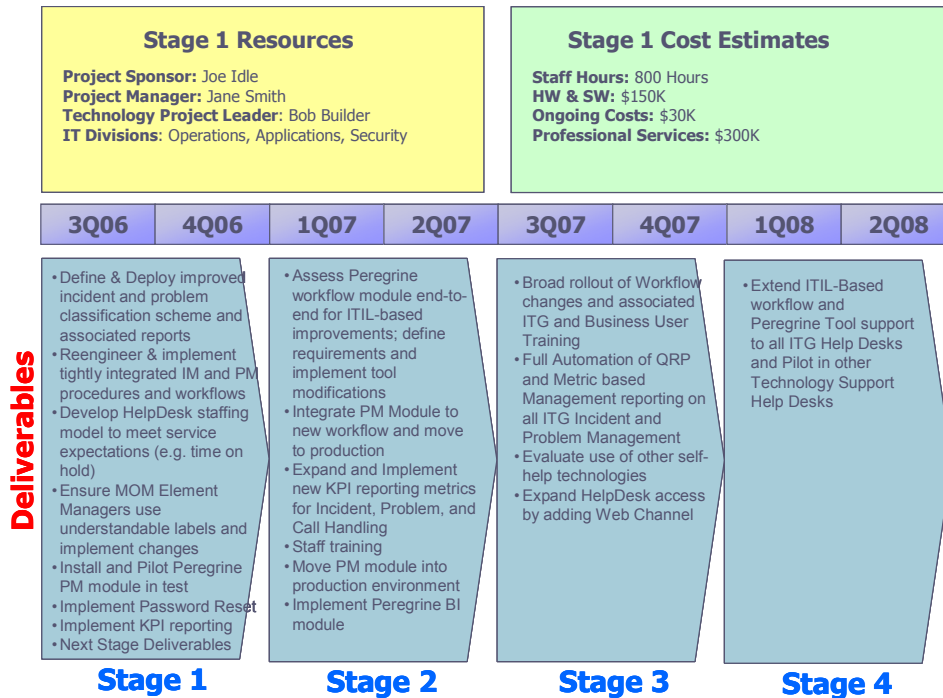 Stage 1 Resources
Project Sponsor: Joe Idle
Project Manager: Jane Smith
Technology Project Leader: Bob Builder
IT Divisions: Operations, Applications, Security
Stage 1 Cost Estimates
Staff Hours: 800 Hours
HW & SW: $150K
Ongoing Costs: $30K
Professional Services: $300K
3Q06 4Q06 1Q07 2Q07 3Q07 4Q07 1Q08 2Q08
Deliverables
• Define & Deploy improved
incident and problem
classification scheme and
associated reports
• Reengineer & implement
tightly integrated IM and PM
procedures and workflows
• Develop HelpDesk staffing
model to meet service
expectations (e.g. time on
hold)
• Ensure MOM Element
Managers use
understandable labels and
implement changes
• Install and Pilot Peregrine
PM module in test
• Implement Password Reset
• Implement KPI reporting
• Next Stage Deliverables
• Assess Peregrine
workflow module end-to-
end for ITIL-based
improvements; define
requirements and
implement tool
modifications
• Integrate PM Module to
new workflow and move
to production
• Expand and Implement
new KPI reporting metrics
for Incident, Problem, and
Call Handling
• Staff training
• Move PM module into
production environment
• Implement Peregrine BI
module
• Broad rollout of Workflow
changes and associated
ITG and Business User
Training
• Full Automation of QRP
and Metric based
Management reporting on
all ITG Incident and
Problem Management
• Evaluate use of other self-
help technologies
• Expand HelpDesk access
by adding Web Channel
• Extend ITIL-Based
workflow and
Peregrine Tool support
to all ITG Help Desks
and Pilot in other
Technology Support
Help Desks
Stage 1 Stage 2 Stage 3 Stage 4